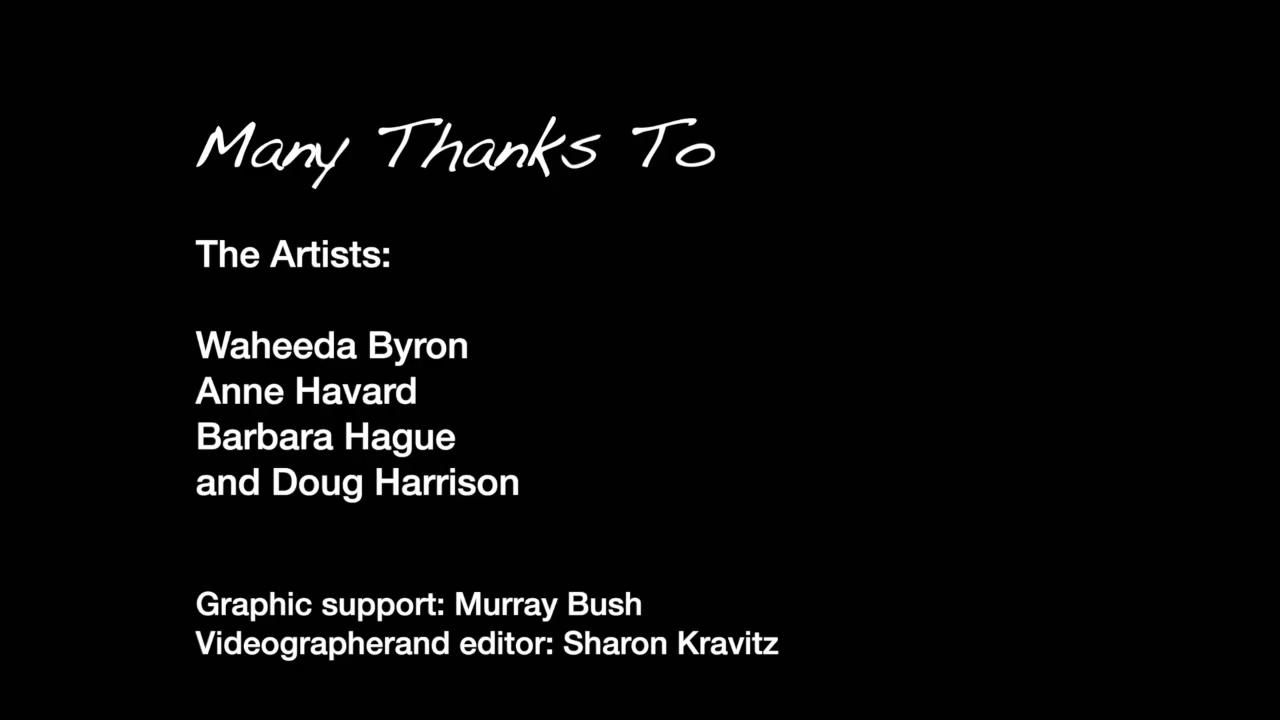 Many Thanks To
The Artists:
Waheeda Byron
Anne Havard
Barbara Hague
and Doug Harrison
Graphic support: Murray Bush
Videographerand editor: Sharon Kravitz